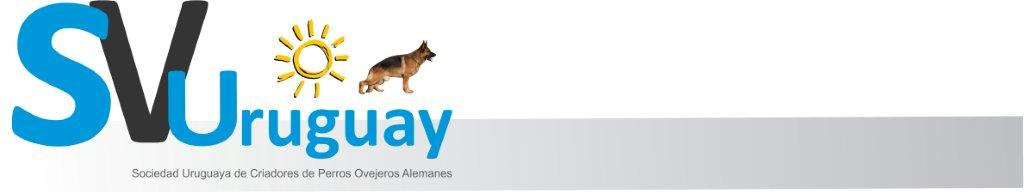 SVUruguay
Sociedad Uruguaya de Criadores de Perros Ovejeros Alemanes